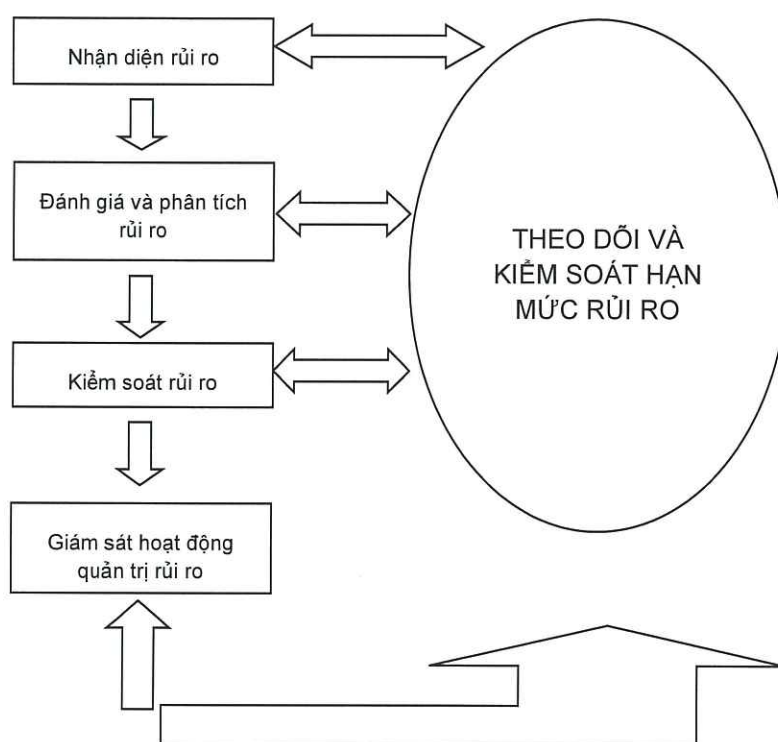 Nhận diện rủi ro
Đánh giá và phân tích
rủi ro
Kiểm soát rủi ro
Giám sát hoạt động
quản trị rủi ro
THEO DÕI VÀ
KIỂM SOÁT HẠN
MỨC RỦI RO